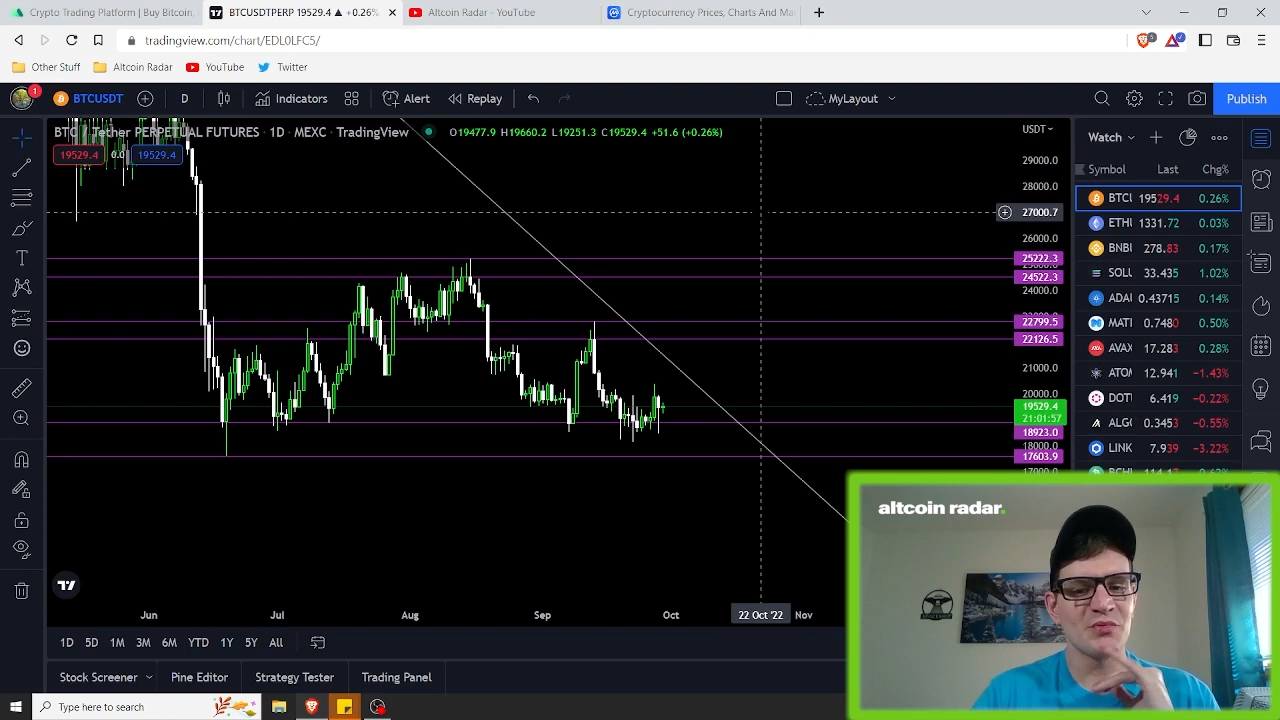 Crypto Trading Platform | Buy Bitcoin,
BTCUSDTPERP 19529.4 ▲ +0.26%
Altcoin Radar - YouTube
Cryptocurrency Prices, Charts And Ma
tradingview.com/chart/EDL0LFC5/
5
Other Stuff
Altcoin Radar
YouTube
Twitter
1
BTCUSDT
D
Indicators
Alert
Replay
MyLayout
Publish
Tether PERPETUAL FUTURES · 1D · MEXC · TradingView
O19477.9 H19660.2 L19251.3 C19529.4 +51.6 (+0.26%)
19529.4
0.0
19529.4
USDT
29000.0
28000.0
27000.7
26000.0
25222.3
24522.3
24000.0
22799.5
22126.5
21000.0
20000.0
19529.4
21:01:57
18923.0
18000.0
17603.9
Watch
Symbol Last Chg%
BTCU 19529.4 0.26%
ETHU 1331.72 0.03%
BNBU 278.83 0.17%
SOLU 33.435 1.02%
ADAU 0.43715 0.14%
MATI 0.7480 0.50%
AVAX 17.283 0.28%
ATOM 12.941 −1.43%
DOTU 6.419 −0.22%
ALGO 0.3453 −0.55%
LINK 7.939 −3.22%
altcoin radar.
Jun
Jul
Aug
Sep
Oct
22 Oct '22
Nov
1D 5D 1M 3M 6M YTD 1Y 5Y All
Stock Screener
Pine Editor
Strategy Tester
Trading Panel
Type here to search